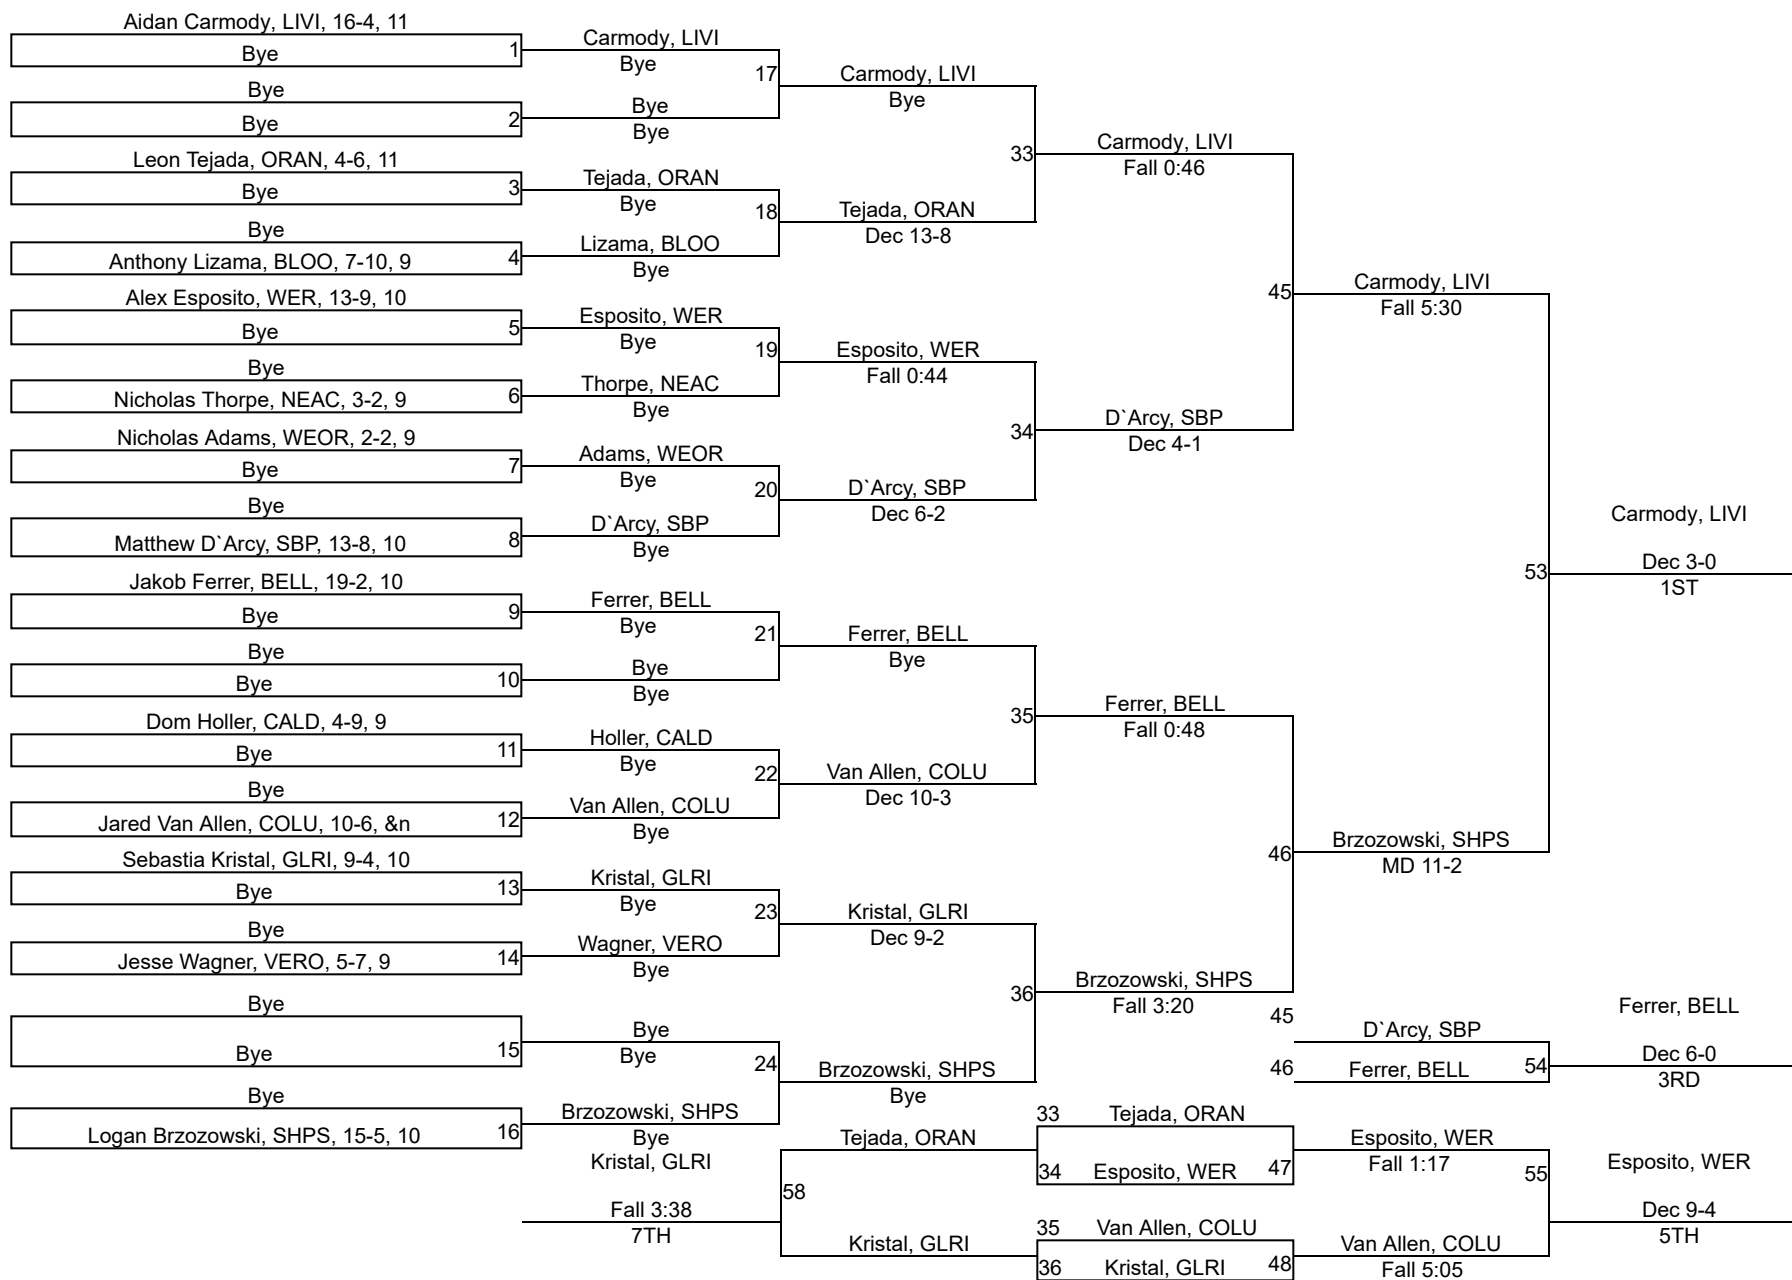 Aidan Carmody, LIVI, 16-4, 11
Bye
1
Bye
Bye
2
Leon Tejada, ORAN, 4-6, 11
Bye
3
Bye
Anthony Lizama, BLOO, 7-10, 9
4
Alex Esposito, WER, 13-9, 10
Bye
5
Bye
Nicholas Thorpe, NEAC, 3-2, 9
6
Nicholas Adams, WEOR, 2-2, 9
Bye
7
Bye
Matthew D`Arcy, SBP, 13-8, 10
8
Jakob Ferrer, BELL, 19-2, 10
Bye
9
Bye
Bye
10
Dom Holler, CALD, 4-9, 9
Bye
11
Bye
Jared Van Allen, COLU, 10-6, &n
12
Sebastia Kristal, GLRI, 9-4, 10
Bye
13
Bye
Jesse Wagner, VERO, 5-7, 9
14
Bye
Bye
15
Bye
Logan Brzozowski, SHPS, 15-5, 10
16
Carmody, LIVI
Bye
17
Bye
Bye
Tejada, ORAN
Bye
18
Lizama, BLOO
Bye
Esposito, WER
Bye
19
Thorpe, NEAC
Bye
Adams, WEOR
Bye
20
D`Arcy, SBP
Bye
Ferrer, BELL
Bye
21
Bye
Bye
Holler, CALD
Bye
22
Van Allen, COLU
Bye
Kristal, GLRI
Bye
23
Wagner, VERO
Bye
Bye
Bye
24
Brzozowski, SHPS
Bye
Carmody, LIVI
Bye
33
Tejada, ORAN
Dec 13-8
Esposito, WER
Fall 0:44
34
D`Arcy, SBP
Dec 6-2
Ferrer, BELL
Bye
35
Van Allen, COLU
Dec 10-3
Kristal, GLRI
Dec 9-2
36
Brzozowski, SHPS
Bye
Carmody, LIVI
Fall 0:46
45
D`Arcy, SBP
Dec 4-1
Ferrer, BELL
Fall 0:48
46
Brzozowski, SHPS
Fall 3:20
Carmody, LIVI
Fall 5:30
53
Brzozowski, SHPS
MD 11-2
Carmody, LIVI
Dec 3-0
1ST
45
D`Arcy, SBP
46
Ferrer, BELL
54
Ferrer, BELL
Dec 6-0
3RD
33
Tejada, ORAN
34
Esposito, WER
47
35
Van Allen, COLU
36
Kristal, GLRI
48
Esposito, WER
Fall 1:17
55
Van Allen, COLU
Fall 5:05
Esposito, WER
Dec 9-4
5TH
Tejada, ORAN
58
Kristal, GLRI
Kristal, GLRI
Fall 3:38
7TH